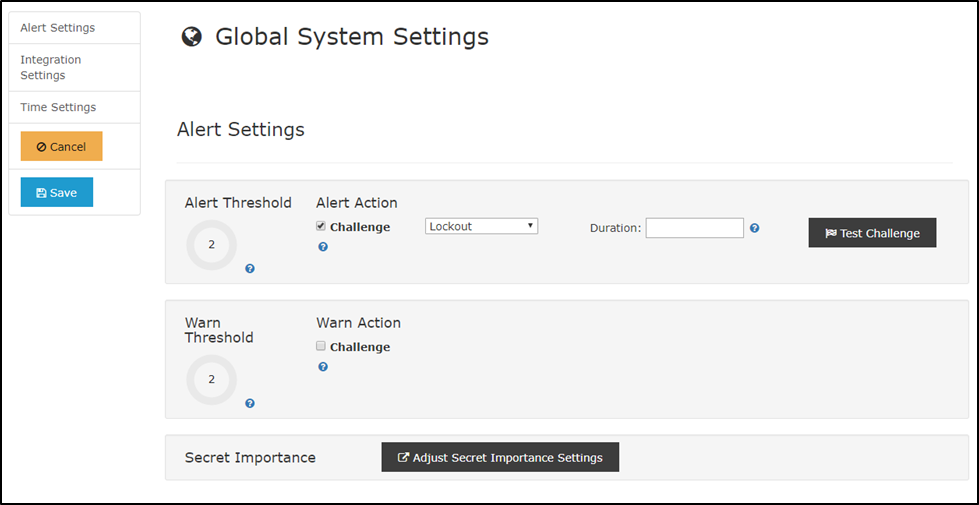 Alert Settings
Integration
Settings
Time Settings
Cancel
Save
Global System Settings
Alert Settings
Alert Threshold
2
?
Alert Action
Challenge
?
Lockout
Duration:
?
Test Challenge
Warn
Threshold
2
?
Warn Action
Challenge
?
Secret Importance
Adjust Secret Importance Settings